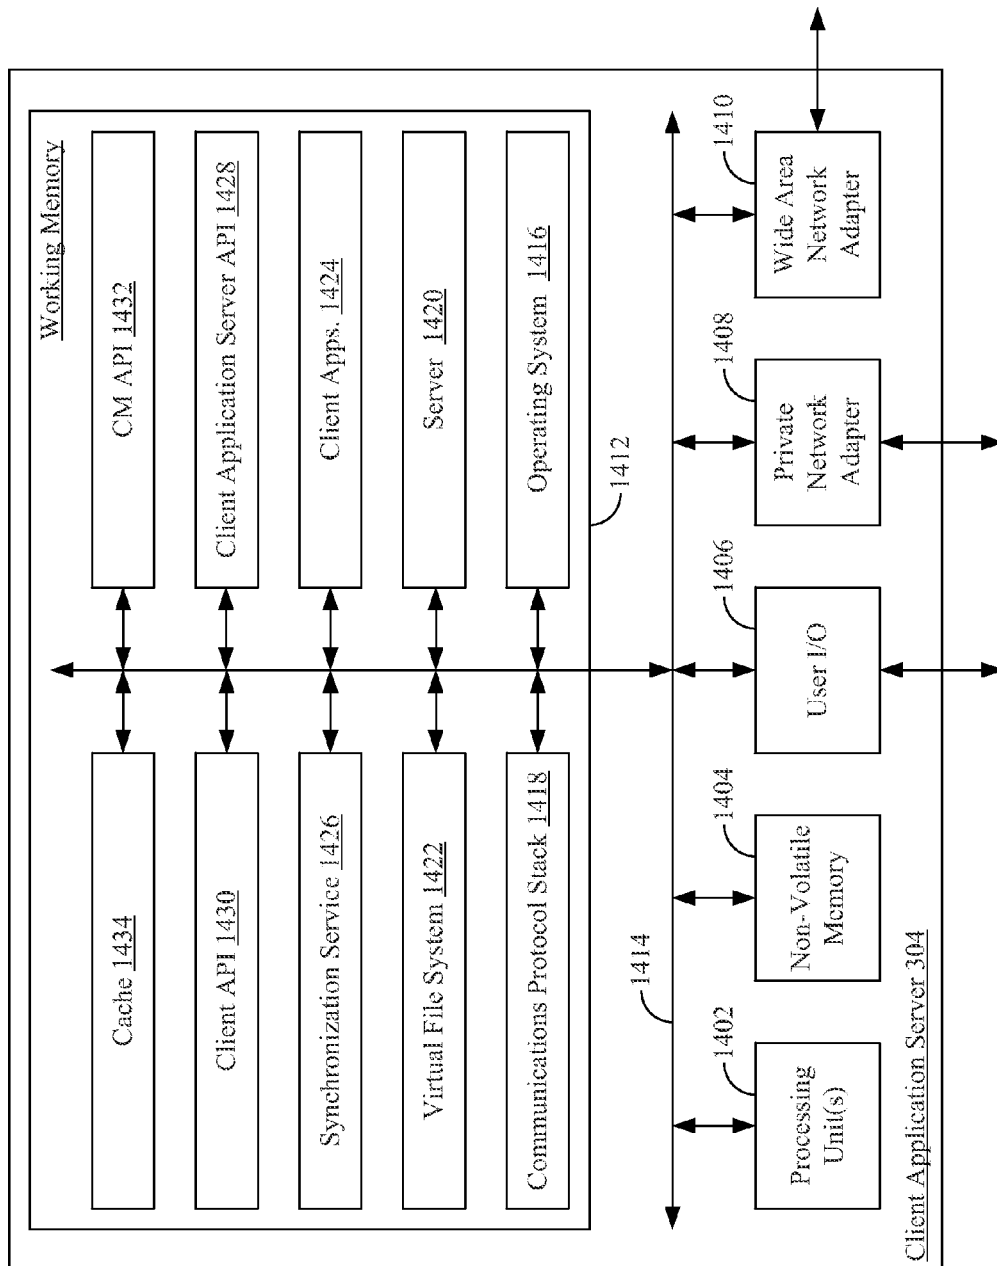 Working Memory
Cache 1434
CM API 1432
Client API 1430
Client Application Server API 1428
Synchronization Service 1426
Client Apps. 1424
Virtual File System 1422
Server 1420
Communications Protocol Stack 1418
Operating System 1416
1412
1414
1402
1404
1406
1408
1410
Processing
Unit(s)
Non-Volatile
Memory
User I/O
Private
Network
Adapter
Wide Area
Network
Adapter
Client Application Server 304